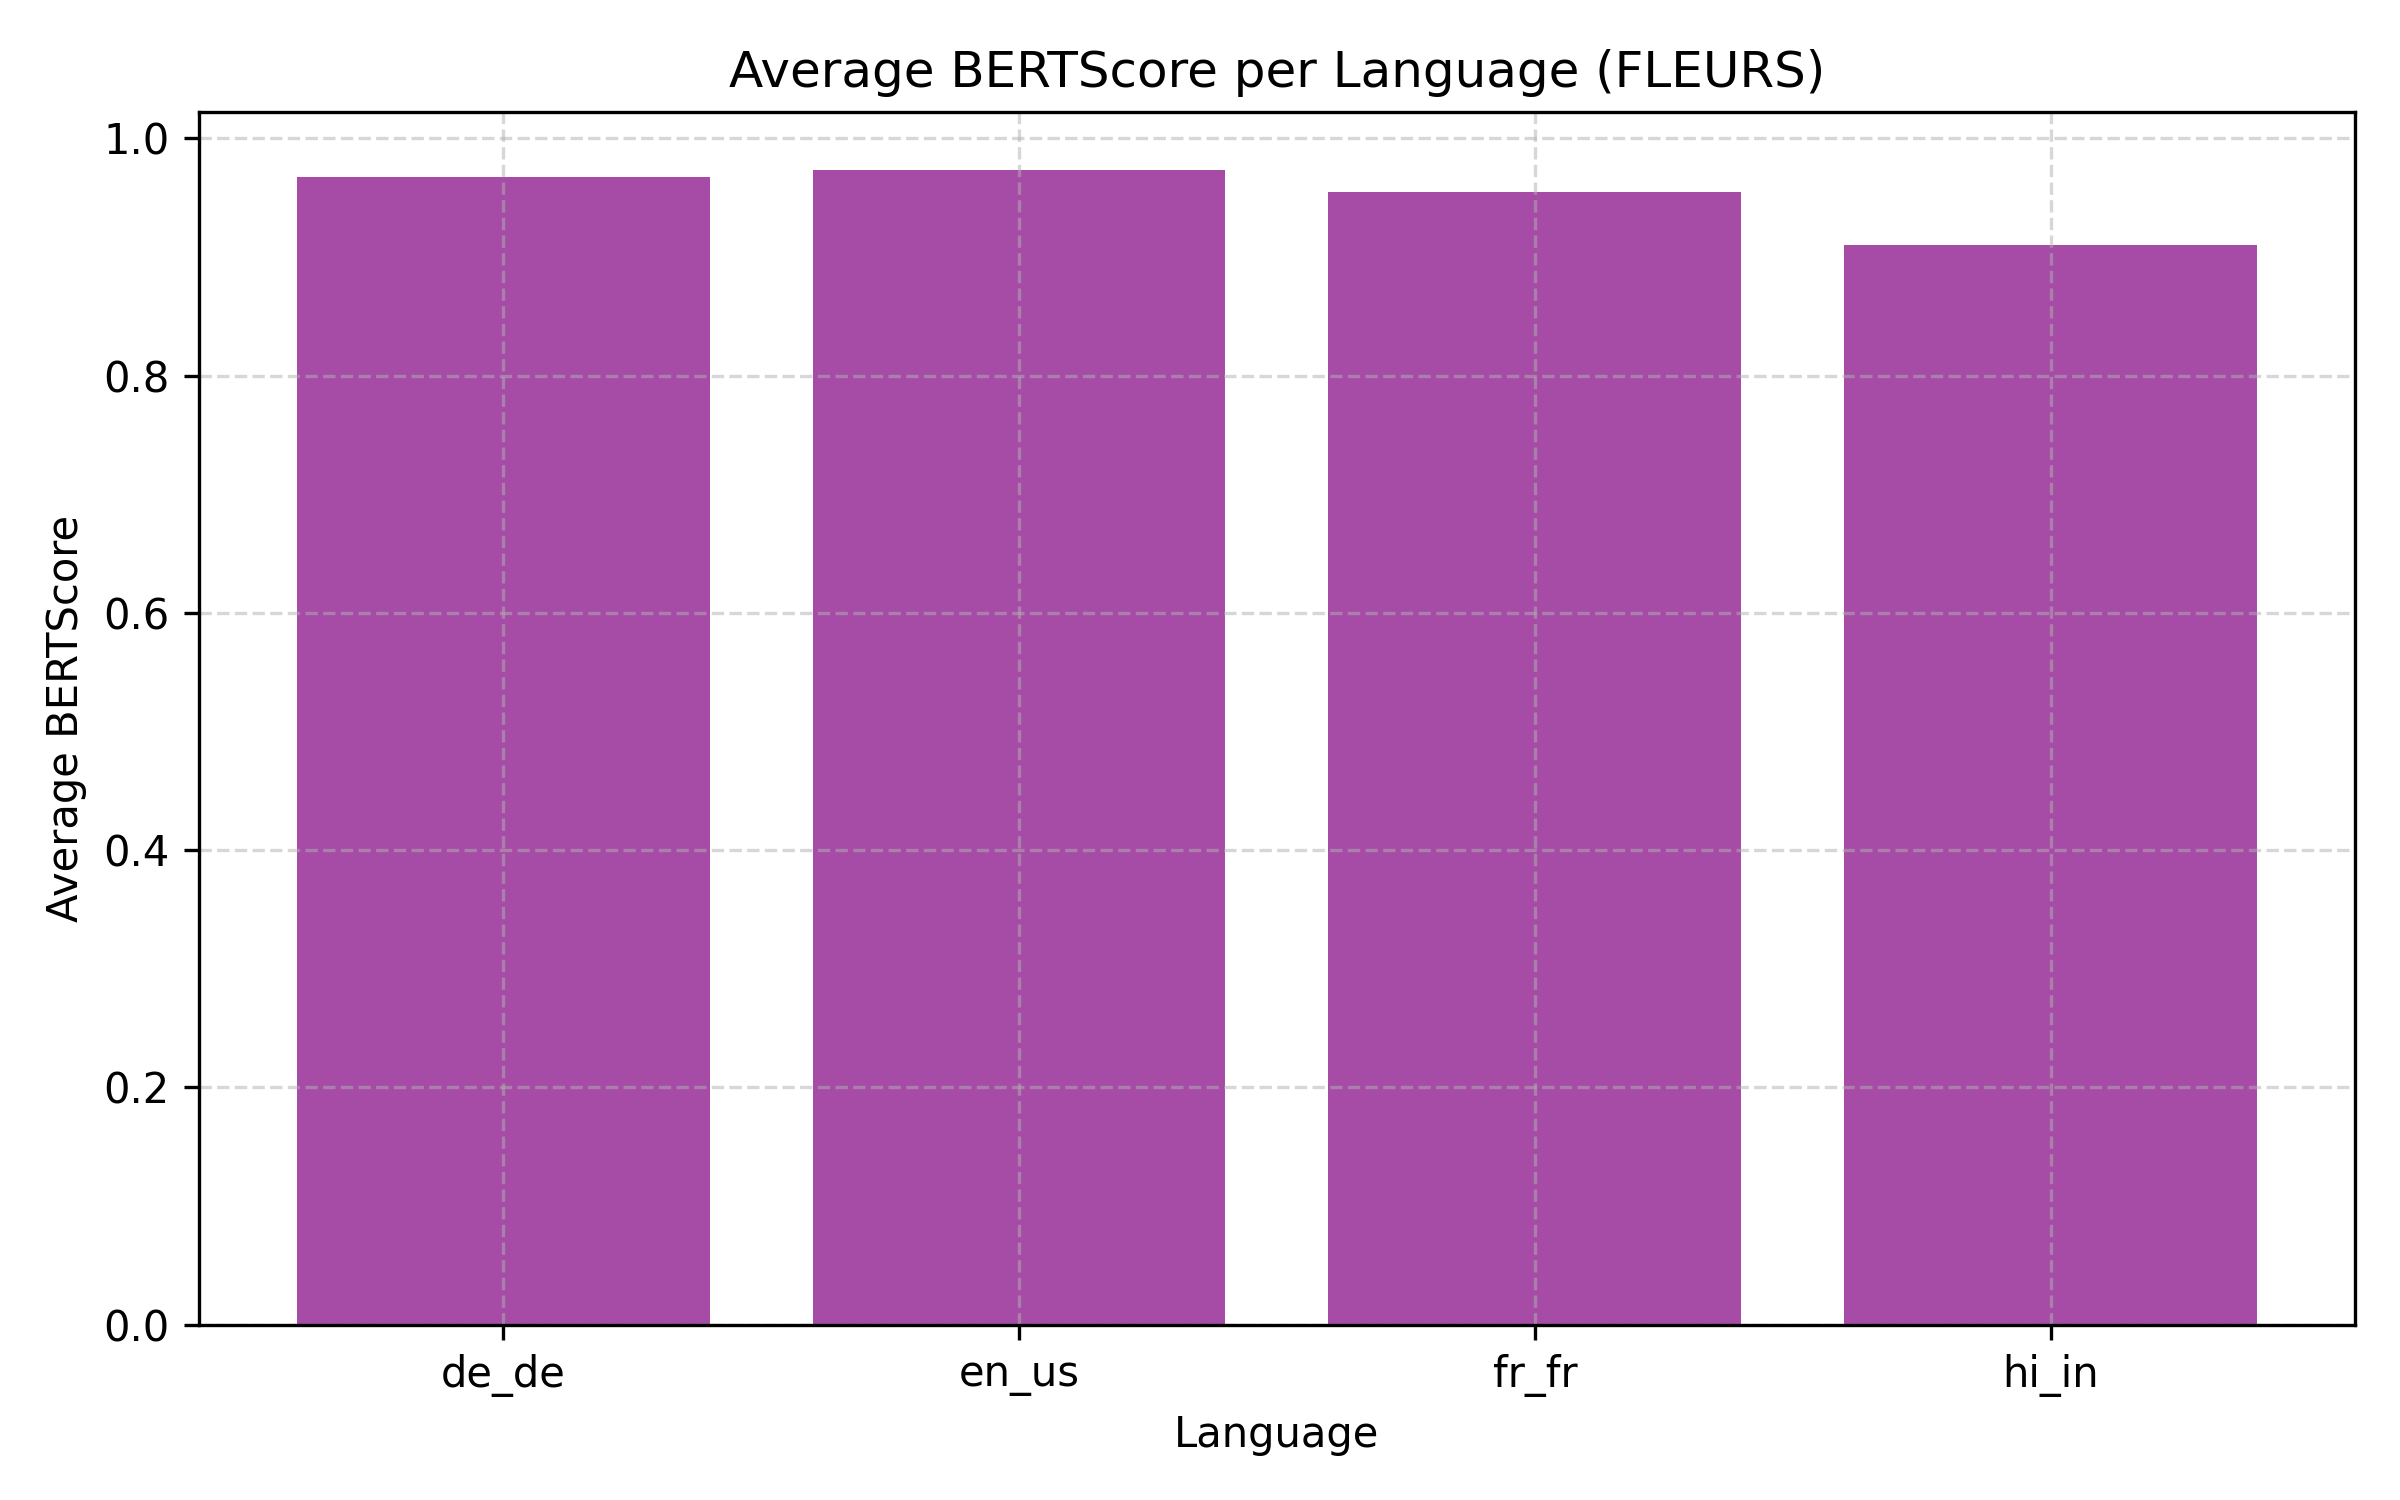 Average BERTScore per Language (FLEURS)
1.0
0.8
0.6
0.4
0.2
0.0
Average BERTScore
de_de
en_us
fr_fr
hi_in
Language